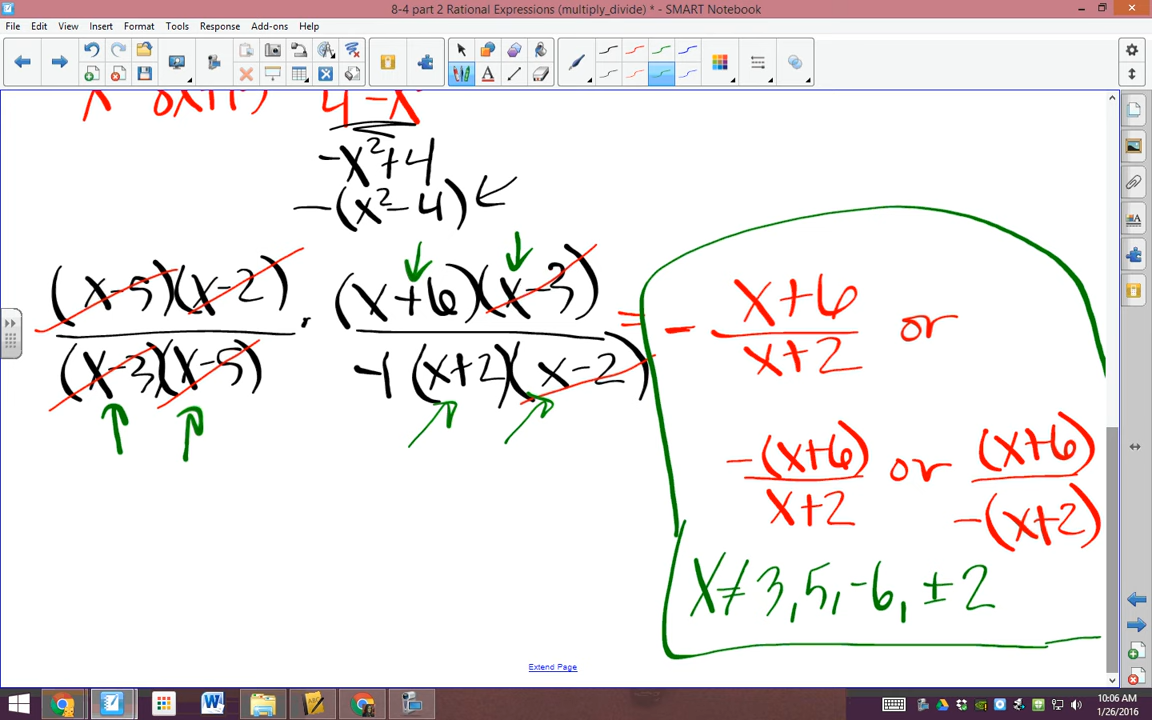 8-4 part 2 Rational Expressions (multiply_divide) * - SMART Notebook
File Edit View Insert Format Tools Response Add-ons Help
4 - x²
-x²+4
-(x²-4)
(x-5)(x-2) / (x-3)(x-5) · (x+6)(x-3) / -1(x+2)(x-2) = - x+6 / x+2 or
-(x+6) / x+2 or (x+6) / -(x+2)
x≠3,5,-6,±2
Extend Page
10:06 AM
1/26/2016